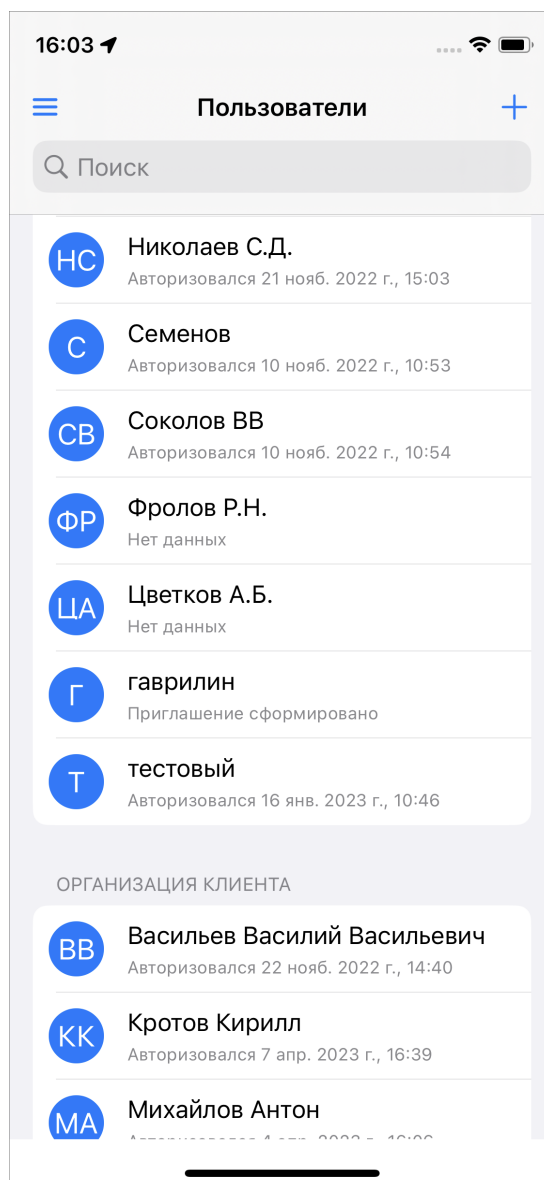 16:03
Пользователи
Поиск
НС
Николаев С.Д.
Авторизовался 21 нояб. 2022 г., 15:03
С
Семенов
Авторизовался 10 нояб. 2022 г., 10:53
СВ
Соколов ВВ
Авторизовался 10 нояб. 2022 г., 10:54
ФР
Фролов Р.Н.
Нет данных
ЦА
Цветков А.Б.
Нет данных
Г
гаврилин
Приглашение сформировано
Т
тестовый
Авторизовался 16 янв. 2023 г., 10:46
ОРГАНИЗАЦИЯ КЛИЕНТА
ВВ
Васильев Василий Васильевич
Авторизовался 22 нояб. 2022 г., 14:40
КК
Кротов Кирилл
Авторизовался 7 апр. 2023 г., 16:39
МА
Михайлов Антон